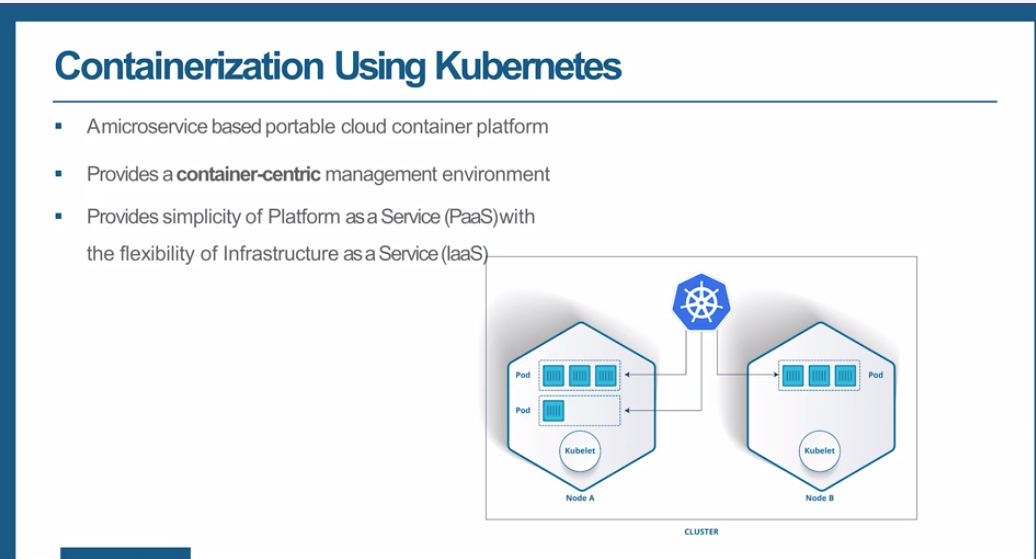 Containerization Using Kubernetes
A microservice based portable cloud container platform
Provides a container-centric management environment
Provides simplicity of Platform as a Service (PaaS) with
the flexibility of Infrastructure as a Service (IaaS)
Pod
Pod
Pod
Kubelet
Kubelet
Node A
Node B
CLUSTER